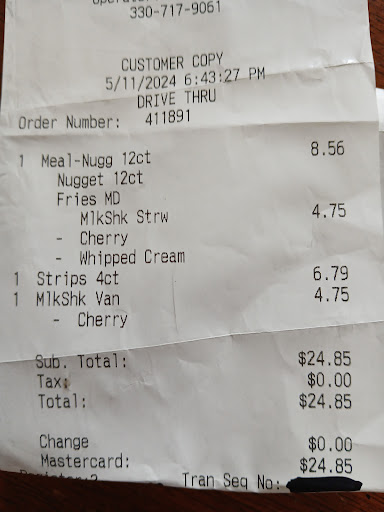 330-717-9061
CUSTOMER COPY
5/11/2024 6:43:27 PM
DRIVE THRU
Order Number: 411891
1 Meal-Nugg 12ct 8.56
Nugget 12ct
Fries MD
MlkShk Strw 4.75
- Cherry
- Whipped Cream
1 Strips 4ct 6.79
1 MlkShk Van 4.75
- Cherry
Sub. Total: $24.85
Tax: $0.00
Total: $24.85
Change $0.00
Mastercard: $24.85
Tran Seq No: